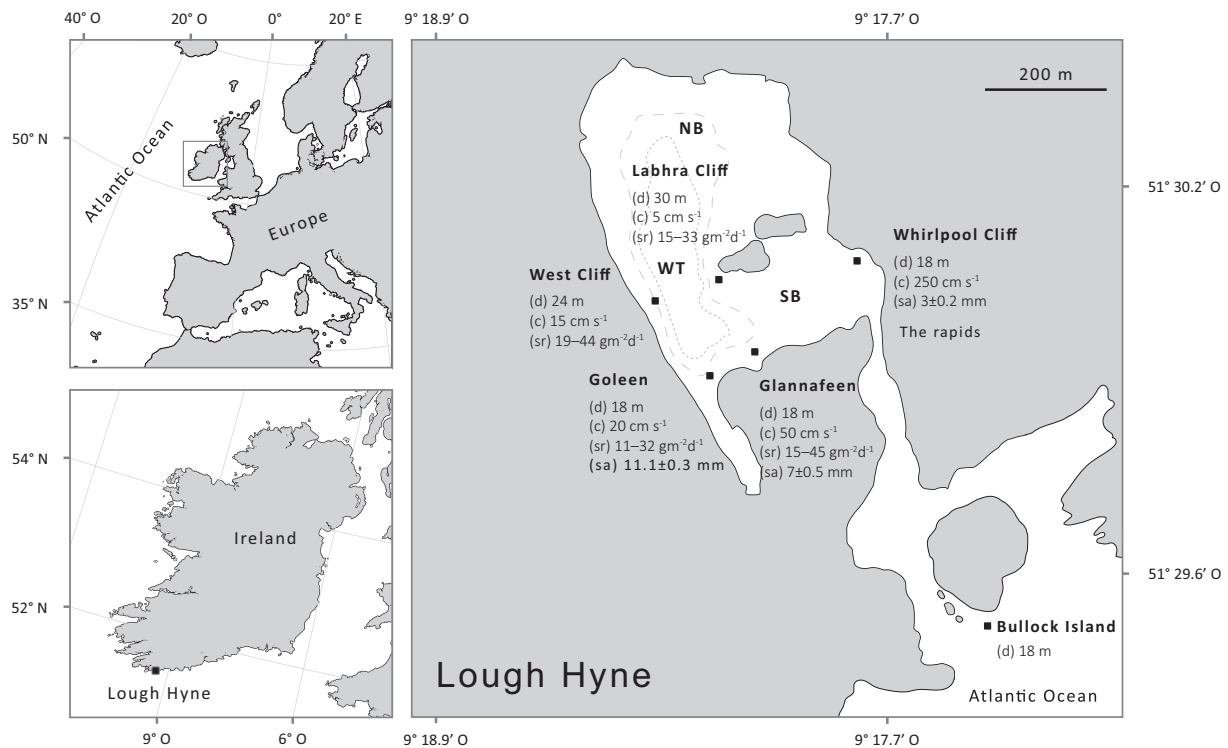 40° O
20° O
0°
20° E
50° N
35° N
Atlantic Ocean
Europe
54° N
52° N
Ireland
Lough Hyne
9° O
6° O
9° 18.9′ O
9° 17.7′ O
200 m
51° 30.2′ O
51° 29.6′ O
NB
Labhra Cliff
(d) 30 m
(c) 5 cm s⁻¹
(sr) 15–33 gm⁻²d⁻¹
WT
SB
West Cliff
(d) 24 m
(c) 15 cm s⁻¹
(sr) 19–44 gm⁻²d⁻¹
Whirlpool Cliff
(d) 18 m
(c) 250 cm s⁻¹
(sa) 3±0.2 mm
The rapids
Goleen
(d) 18 m
(c) 20 cm s⁻¹
(sr) 11–32 gm⁻²d⁻¹
(sa) 11.1±0.3 mm
Glannafeen
(d) 18 m
(c) 50 cm s⁻¹
(sr) 15–45 gm⁻²d⁻¹
(sa) 7±0.5 mm
Bullock Island
(d) 18 m
Lough Hyne
Atlantic Ocean
9° 18.9′ O
9° 17.7′ O